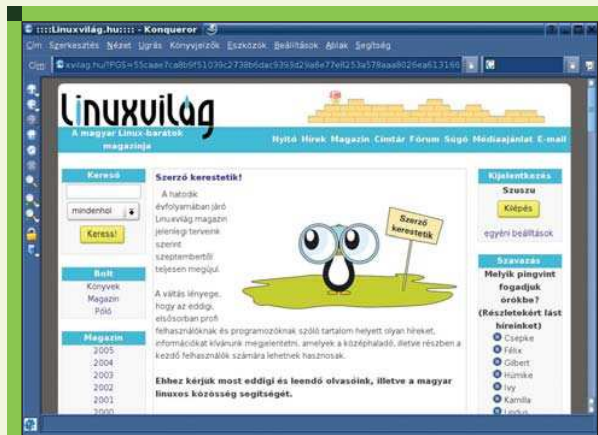 ::::Linuxvilág.hu:::: - Konqueror
Cím Szerkesztés Nézet Ugrás Könyvjelzők Eszközök Beállítások Ablak Segítség
Cím:
Linuxvilág
A magyar Linux-barátok
magazinja
Nyitó Hírek Magazin Címtár Fórum Súgó Médiaajánlat E-mail
Kereső
mindenhol
Keress!
Bolt
Könyvek
Magazin
Póló
Magazin
2005
2004
2003
2002
2001
2000
Szerző kerestetik!
A hatodik
évfolyamában járó
Linuxvilág magazin
jelenlegi terveink
szerint
szeptembertől
teljesen megújul.
A váltás lényege,
hogy az eddigi,
elsősorban profi
felhasználóknak és programozóknak szóló tartalom helyett olyan híreket,
információkat kívánunk megjelentetni, amelyek a középhaladó, illetve részben a
kezdő felhasználók számára lehetnek hasznosak.
Ehhez kérjük most eddigi és leendő olvasóink, illetve a magyar
linuxos közösség segítségét.
Szerző
kerestetik
Kijelentkezés
Szuszu
Kilépés
egyéni beállítások
Szavazás
Melyik pingvint
fogadjuk
örökbe?
(Részletekért lást
híreinket)
Csepke
Félix
Gilbert
Hümike
Ivy
Kamilla